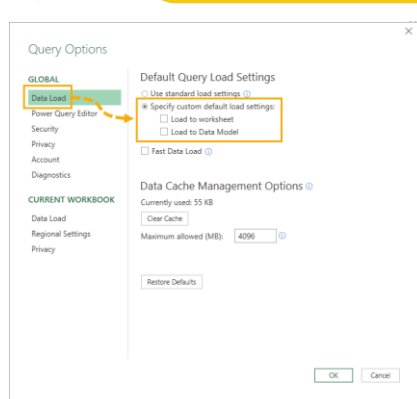 Query Options
GLOBAL
Data Load
Power Query Editor
Security
Privacy
Account
Diagnostics
CURRENT WORKBOOK
Data Load
Regional Settings
Privacy
Default Query Load Settings
Use standard load settings
Specify custom default load settings:
Load to worksheet
Load to Data Model
Fast Data Load
Data Cache Management Options
Currently used: 55 KB
Clear Cache
Maximum allowed (MB): 4096
Restore Defaults
OK Cancel